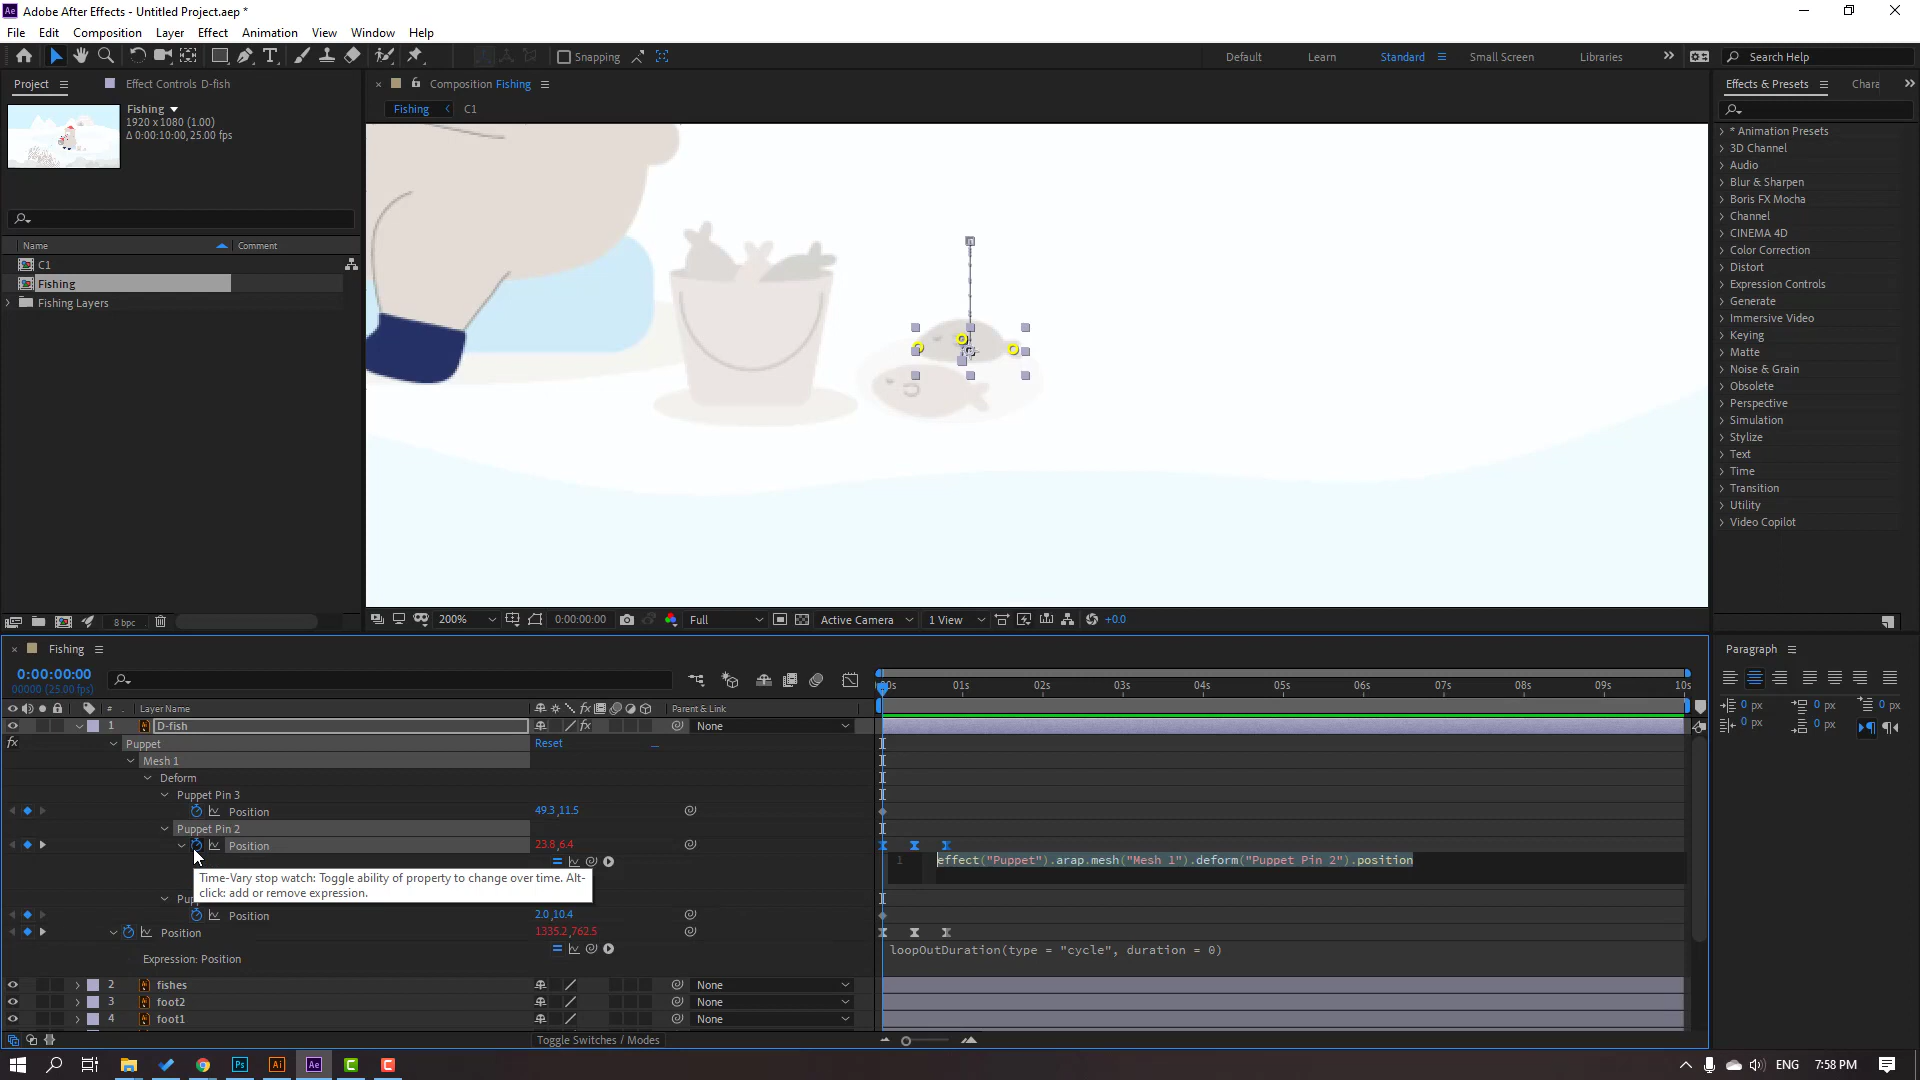 Adobe After Effects - Untitled Project.aep *
File Edit Composition Layer Effect Animation View Window Help
Snapping Default Learn Standard Small Screen Libraries Search Help
Project Effect Controls D-fish Composition Fishing Effects & Presets Chara
Fishing
1920 x 1080 (1.00)
Δ 0:00:10:00, 25.00 fps
Fishing C1
Name Comment
C1
Fishing
Fishing Layers
* Animation Presets
3D Channel
Audio
Blur & Sharpen
Boris FX Mocha
Channel
CINEMA 4D
Color Correction
Distort
Expression Controls
Generate
Immersive Video
Keying
Matte
Noise & Grain
Obsolete
Perspective
Simulation
Stylize
Text
Time
Transition
Utility
Video Copilot
8 bpc 200% 0:00:00:00 Full Active Camera 1 View +0.0
Fishing
Paragraph
0:00:00:00
00000 (25.00 fps)
00s 01s 02s 03s 04s 05s 06s 07s 08s 09s 10s
0 px 0 px 0 px
0 px 0 px
# Layer Name fx Parent & Link
1 D-fish fx None
fx Puppet Reset
Mesh 1
Deform
Puppet Pin 3
Position 49.3,11.5
Puppet Pin 2
Position 23.8,6.4
1 effect("Puppet").arap.mesh("Mesh 1").deform("Puppet Pin 2").position
Time-Vary stop watch: Toggle ability of property to change over time. Alt-
click: add or remove expression.
Position 2.0,10.4
Position 1335.2,762.5
Expression: Position loopOutDuration(type = "cycle", duration = 0)
2 fishes None
3 foot2 None
4 foot1 None
Toggle Switches / Modes
ENG 7:58 PM